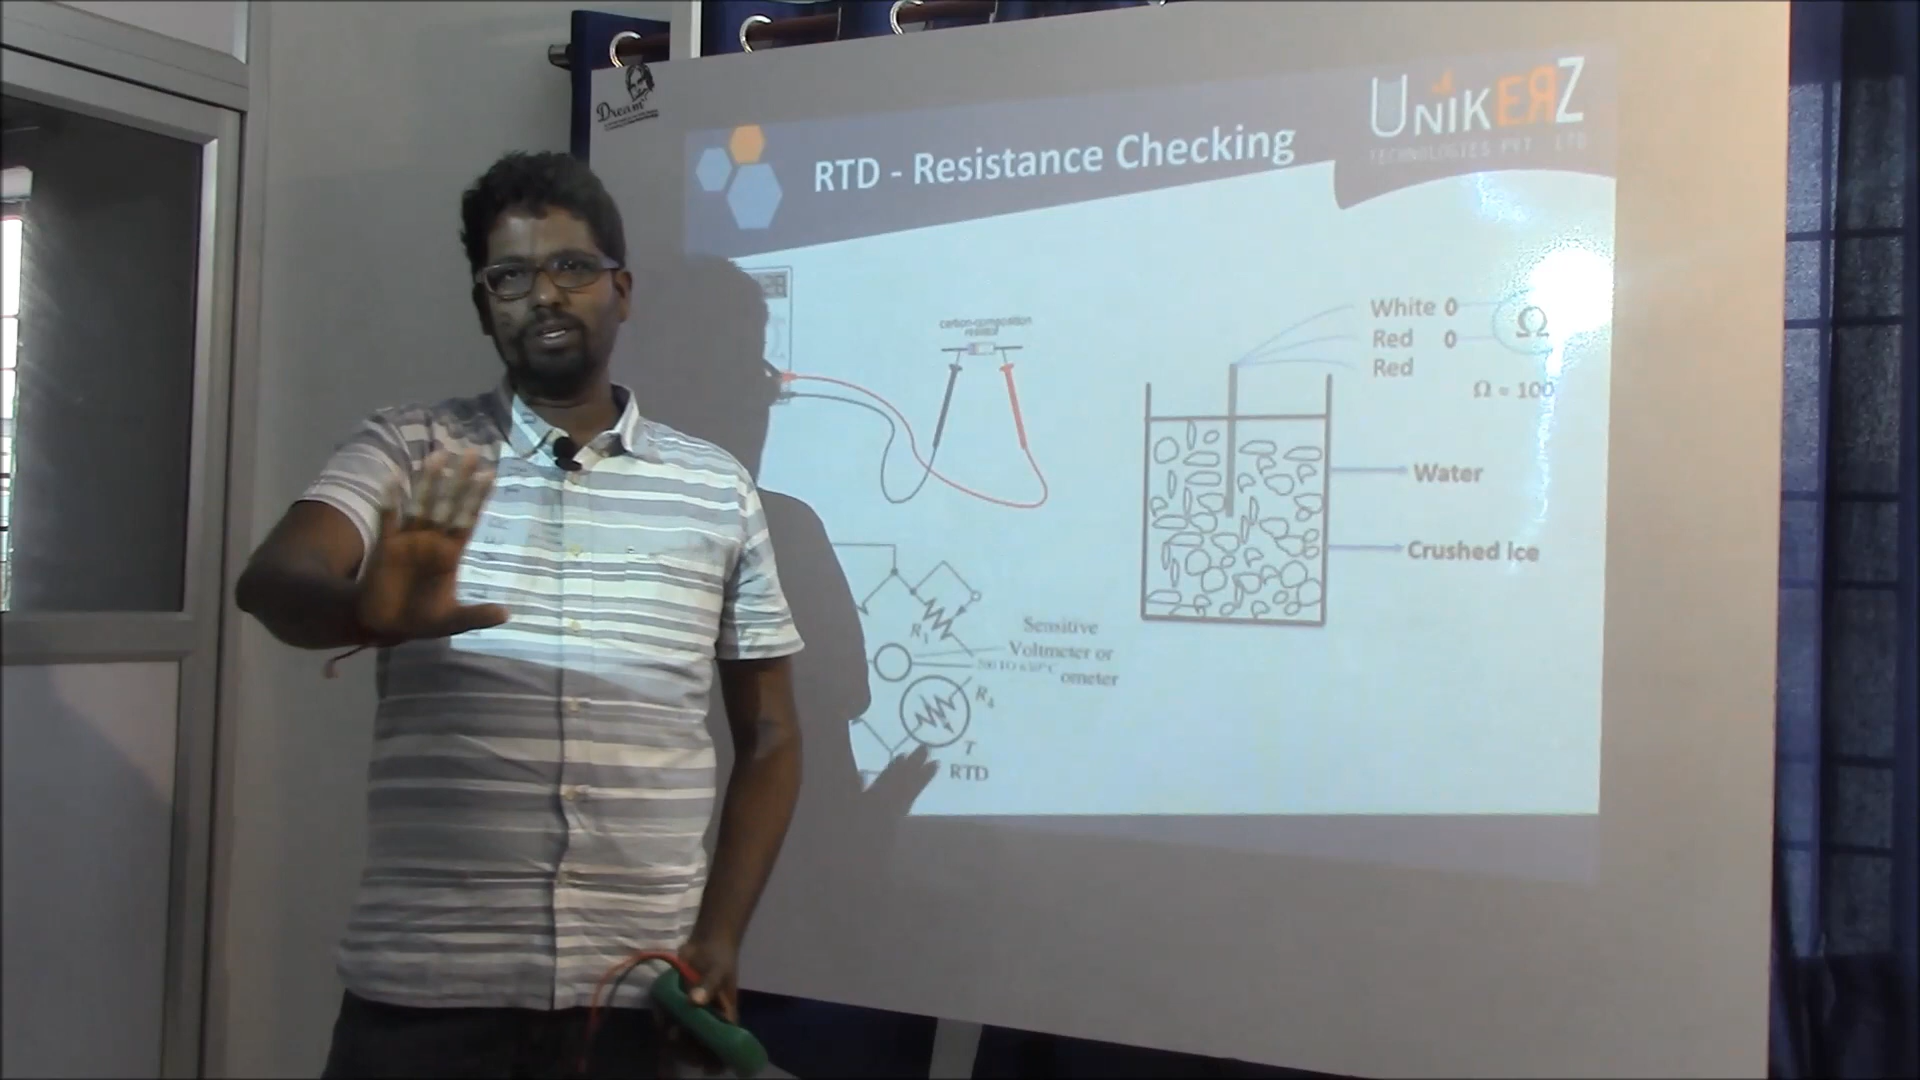 Dream
UNIKERZ
TECHNOLOGIES PVT LTD
RTD - Resistance Checking
carbon-composition
resistor
White 0
Ω
Red 0
Red
Ω = 100
Water
Crushed Ice
R₃
Sensitive
Voltmeter or
ometer
R₄
T
RTD